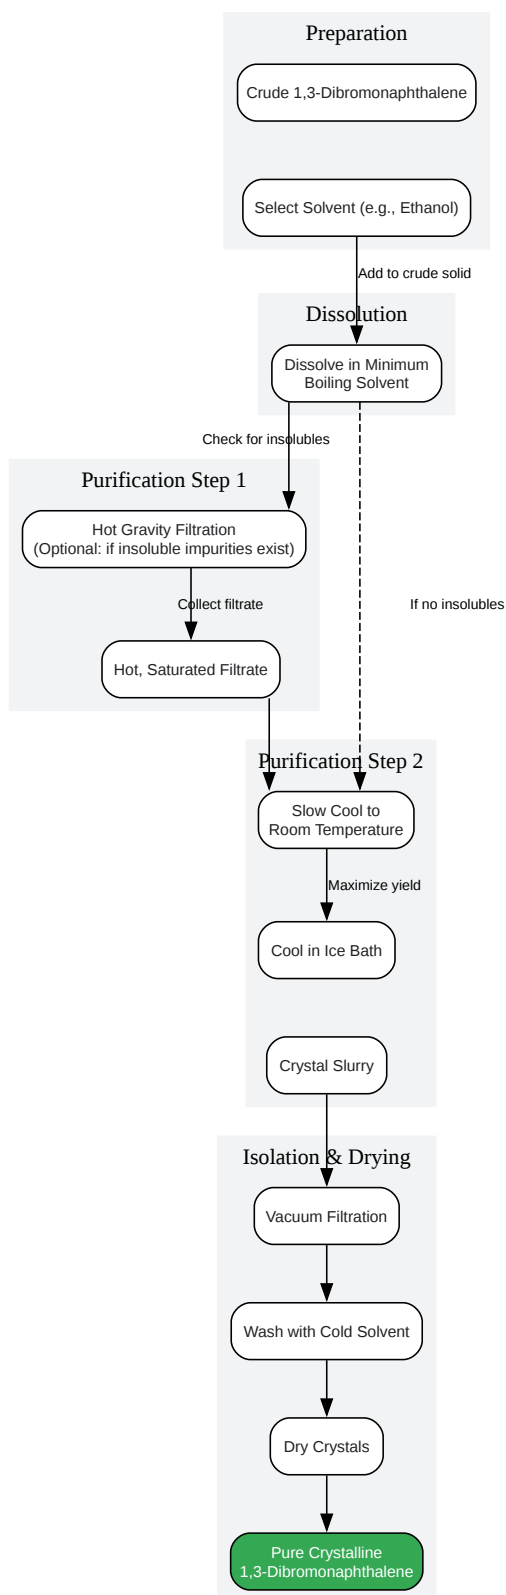 Preparation
Crude 1,3-Dibromonaphthalene
Select Solvent (e.g., Ethanol)
Add to crude solid
Dissolution
Dissolve in Minimum
Boiling Solvent
Check for insolubles
Purification Step 1
Hot Gravity Filtration
(Optional: if insoluble impurities exist)
Collect filtrate
If no insolubles
Hot, Saturated Filtrate
Purification Step 2
Slow Cool to
Room Temperature
Maximize yield
Cool in Ice Bath
Crystal Slurry
Isolation & Drying
Vacuum Filtration
Wash with Cold Solvent
Dry Crystals
Pure Crystalline
1,3-Dibromonaphthalene